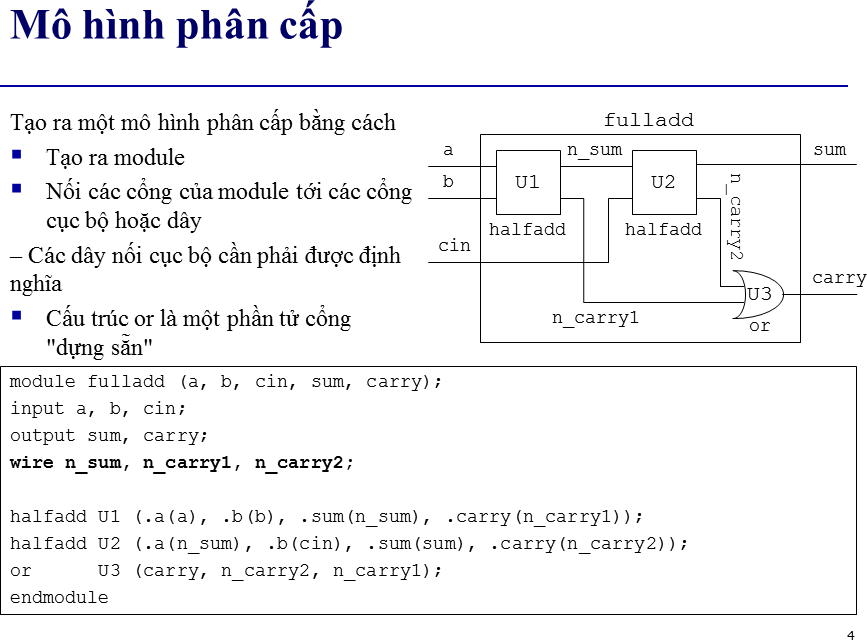 Mô hình phân cấp
Tạo ra một mô hình phân cấp bằng cách
▪ Tạo ra module
▪ Nối các cổng của module tới các cổng
cục bộ hoặc dây
– Các dây nối cục bộ cần phải được định
nghĩa
▪ Cấu trúc or là một phần tử cổng
"dựng sẵn"
fulladd
a
n_sum
sum
b
U1
U2
n_carry2
halfadd
halfadd
cin
carry
U3
n_carry1
or
module fulladd (a, b, cin, sum, carry);
input a, b, cin;
output sum, carry;
wire n_sum, n_carry1, n_carry2;
halfadd U1 (.a(a), .b(b), .sum(n_sum), .carry(n_carry1));
halfadd U2 (.a(n_sum), .b(cin), .sum(sum), .carry(n_carry2));
or U3 (carry, n_carry2, n_carry1);
endmodule
4